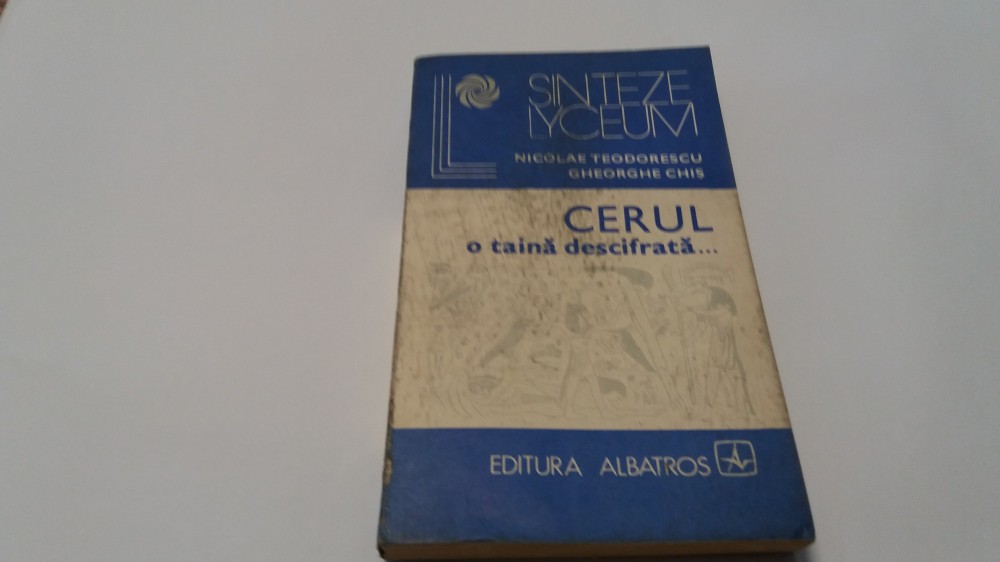 SINTEZE
LYCEUM
NICOLAE TEODORESCU
GHEORGHE CHIȘ
CERUL
o taină descifrată...
EDITURA ALBATROS